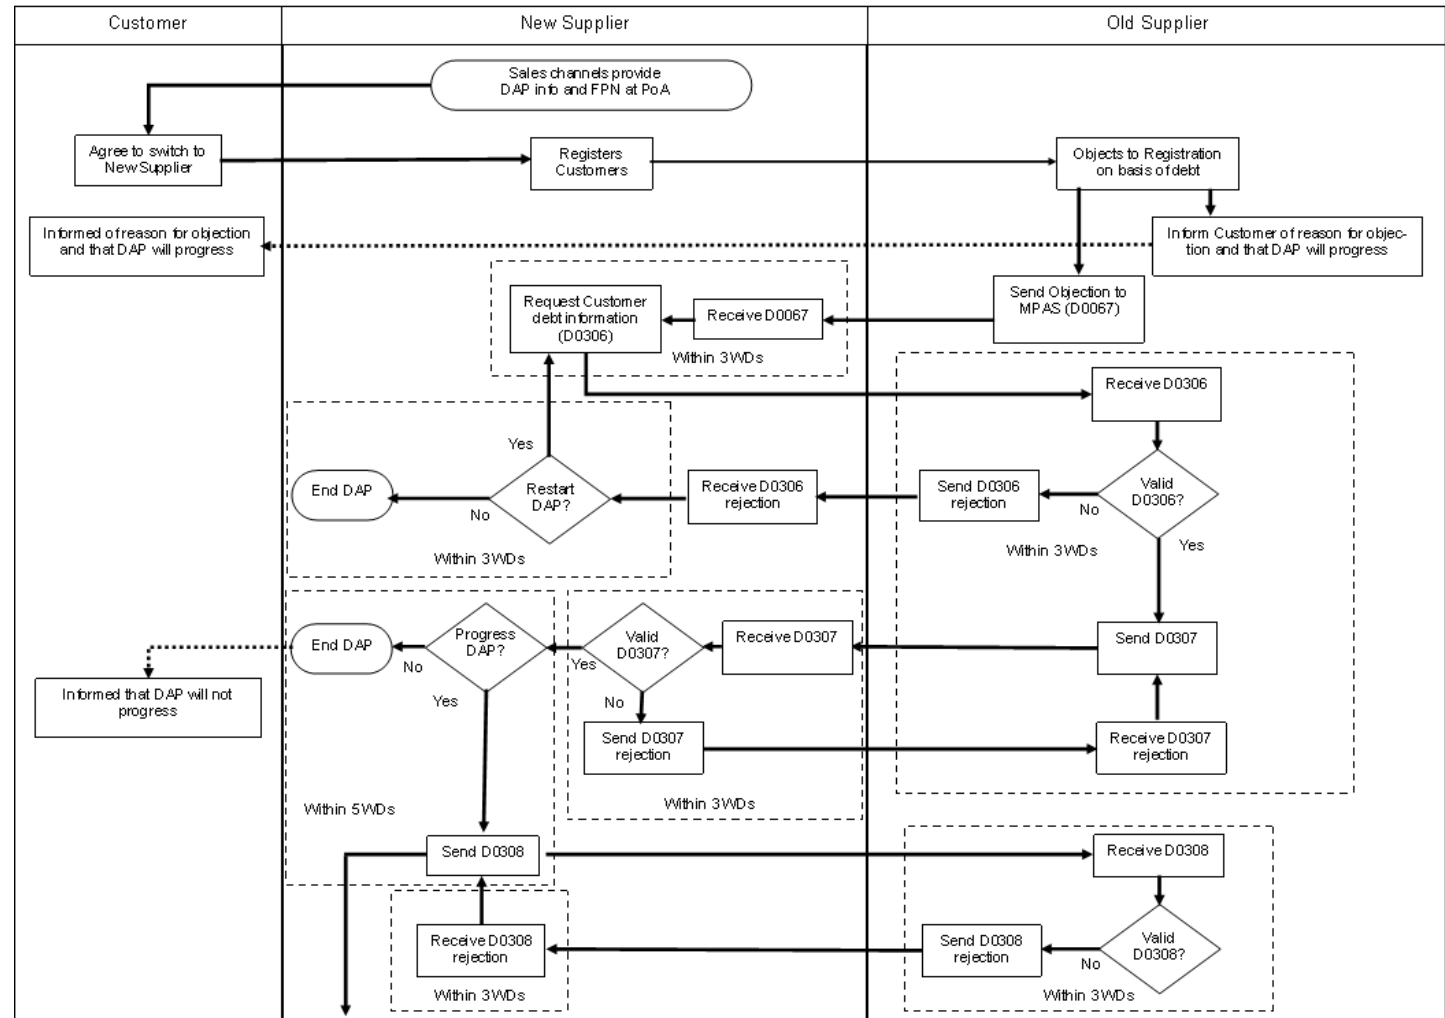 Customer
New Supplier
Old Supplier
Sales channels provide
DAP info and FPN at PoA
Agree to switch to
New Supplier
Registers
Customers
Objects to Registration
on basis of debt
Informed of reason for objection
and that DAP will progress
Inform Customer of reason for objec-
tion and that DAP will progress
Request Customer
debt information
(D0306)
Receive D0067
Send Objection to
MPAS (D0067)
Within 3WDs
Receive D0306
Yes
End DAP
No
Restart
DAP?
Receive D0306
rejection
Send D0306
rejection
No
Valid
D0306?
Within 3WDs
Yes
Within 3WDs
End DAP
No
Progress
DAP?
Yes
Valid
D0307?
Receive D0307
Send D0307
Informed that DAP will not
progress
Yes
No
Send D0307
rejection
Receive D0307
rejection
Within 5WDs
Within 3WDs
Send D0308
Receive D0308
Receive D0308
rejection
Send D0308
rejection
No
Valid
D0308?
Within 3WDs
Within 3WDs